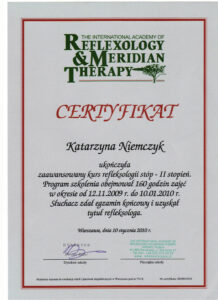 THE INTERNATIONAL ACADEMY OF
REFLEXOLOGY
& MERIDIAN
THERAPY
CERTYFIKAT
Katarzyna Niemczyk
ukończyła
zaawansowany kurs refleksologii stóp - II stopień.
Program szkolenia obejmował 160 godzin zajęć
w okresie od 12.11.2009 r. do 10.01.2010 r.
Słuchacz zdał egzamin końcowy i uzyskał
tytuł refleksologa.
Warszawa, dnia 10 stycznia 2010 r.